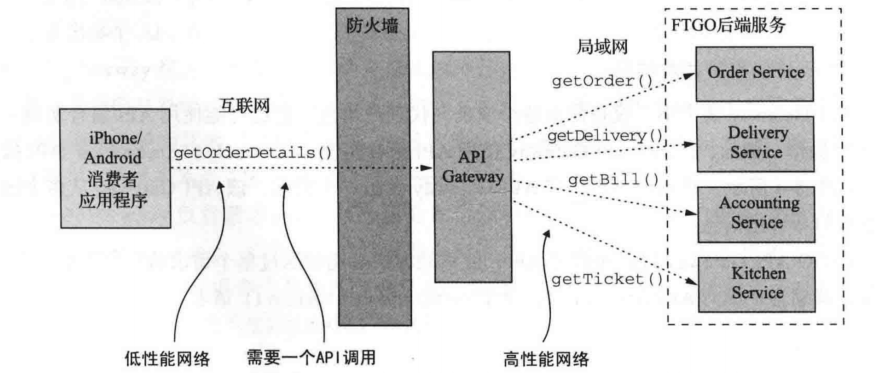 防火墙
FTGO后端服务
局域网
getOrder()
Order Service
互联网
iPhone/
Android
消费者
应用程序
getOrderDetails()
API
Gateway
getDelivery()
Delivery
Service
getBill()
Accounting
Service
getTicket()
Kitchen
Service
低性能网络
需要一个API调用
高性能网络